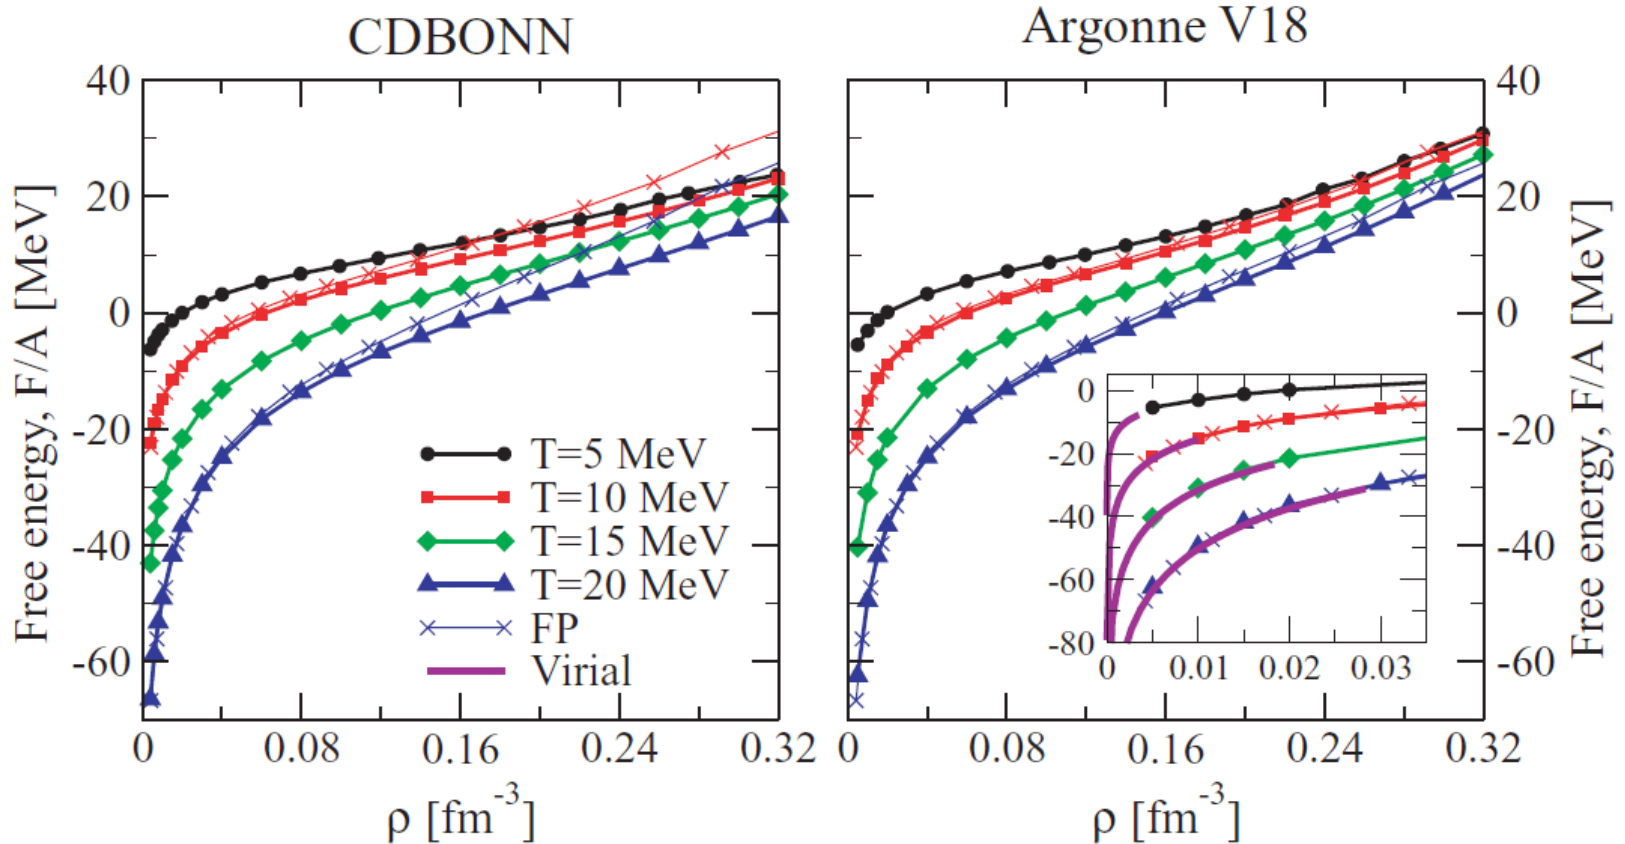 CDBONN
Argonne V18
40
20
0
-20
-40
-60
Free energy, F/A [MeV]
T=5 MeV
T=10 MeV
T=15 MeV
T=20 MeV
FP
Virial
0
0.08
0.16
0.24
0.32
ρ [fm-3]
0
-20
-40
-60
-80
0
0.01
0.02
0.03
0
0.08
0.16
0.24
0.32
ρ [fm-3]
40
20
0
-20
-40
-60
Free energy, F/A [MeV]